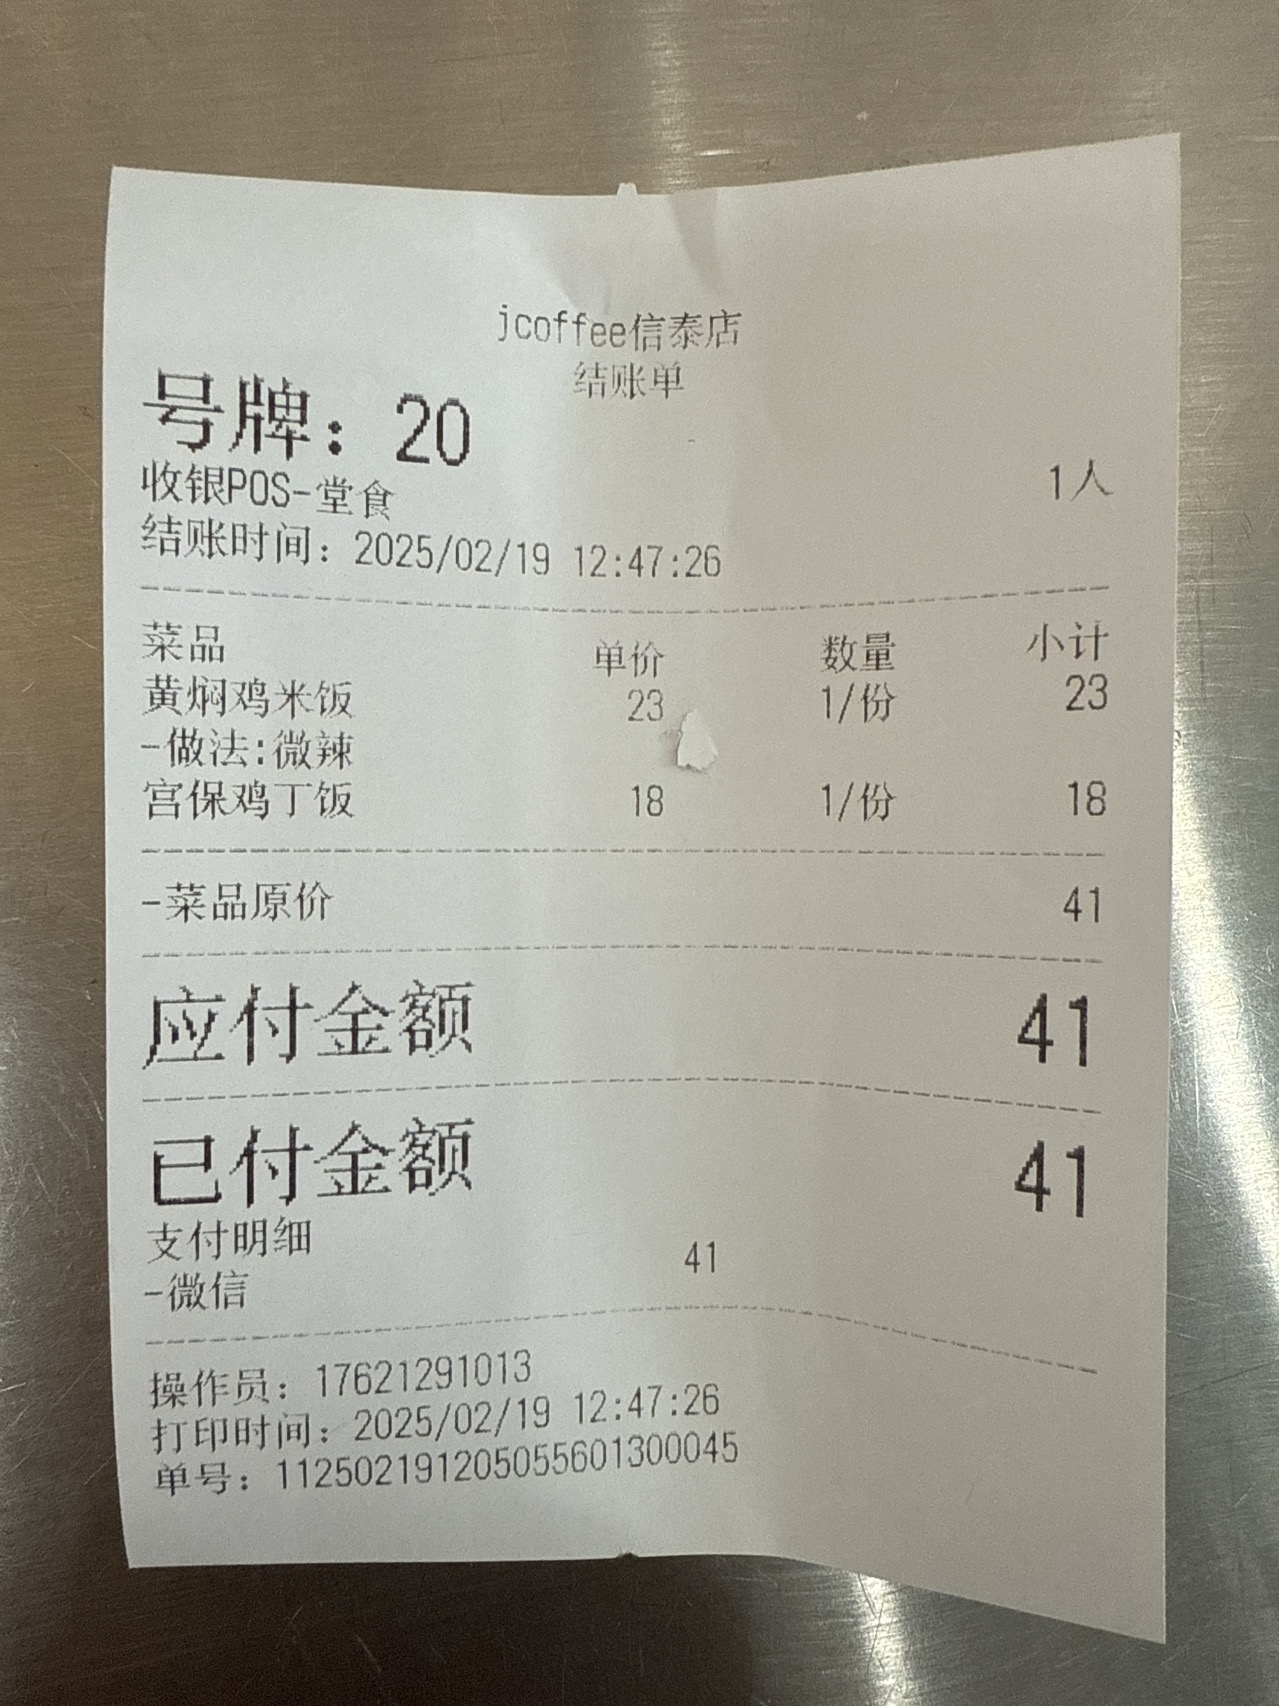 jcoffee信泰店
结账单
号牌：20
收银POS-堂食 1人
结账时间：2025/02/19 12:47:26
菜品 单价 数量 小计
黄焖鸡米饭 23 1/份 23
-做法:微辣
宫保鸡丁饭 18 1/份 18
-菜品原价 41
应付金额 41
已付金额 41
支付明细
-微信 41
操作员：17621291013
打印时间：2025/02/19 12:47:26
单号：112502191205055601300045